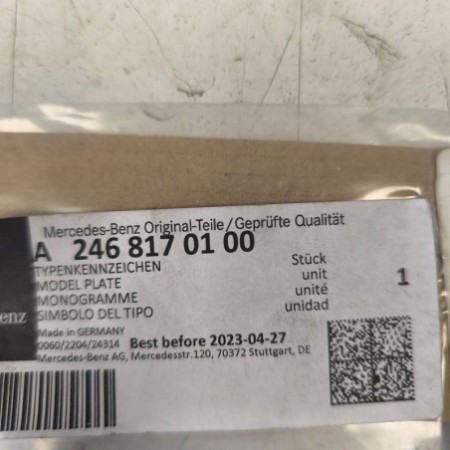 Mercedes-Benz Original-Teile/Geprüfte Qualität
A 246 817 01 00
TYPENKENNZEICHEN
MODEL PLATE
MONOGRAMME
SIMBOLO DEL TIPO
Stück
unit
unité
unidad
1
enz
Made in GERMANY
0060/2204/24314 Best before 2023-04-27
Mercedes-Benz AG, Mercedesstr.120, 70372 Stuttgart, DE